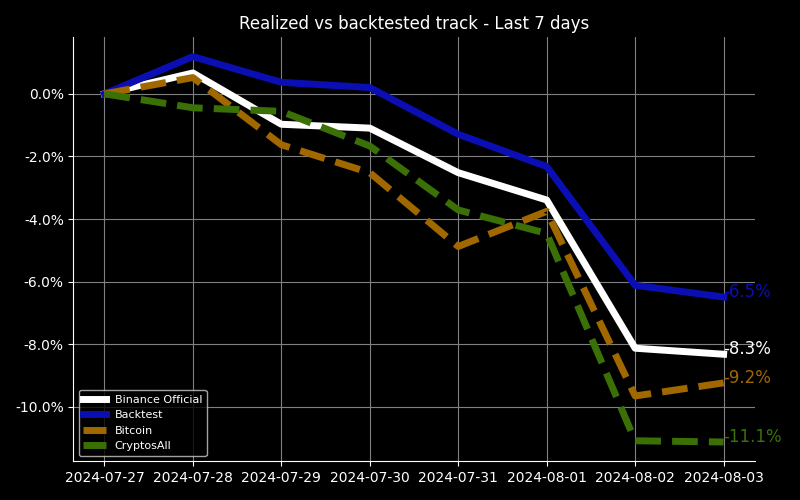 Realized vs backtested track - Last 7 days
0.0%
-2.0%
-4.0%
-6.0%
-8.0%
-10.0%
-6.5%
-8.3%
-9.2%
-11.1%
Binance Official
Backtest
Bitcoin
CryptosAll
2024-07-27 2024-07-28 2024-07-29 2024-07-30 2024-07-31 2024-08-01 2024-08-02 2024-08-03